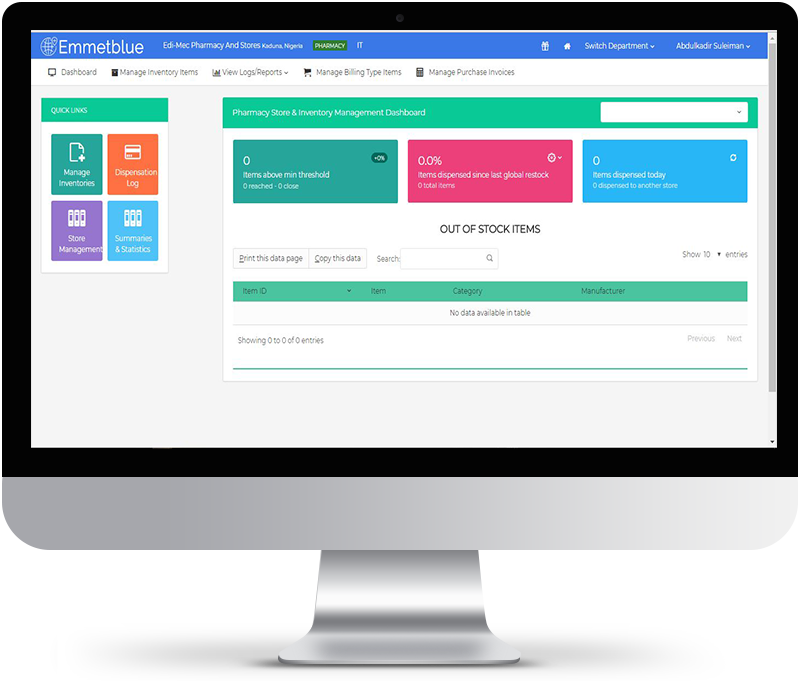 Emmetblue Edi-Mec Pharmacy And Stores Kaduna, Nigeria PHARMACY IT Switch Department Abdulkadir Suleiman
Dashboard Manage Inventory Items View Logs/Reports Manage Billing Type Items Manage Purchase Invoices
QUICK LINKS
Manage
Inventories
Dispensation
Log
Store
Management
Summaries
& Statistics
Pharmacy Store & Inventory Management Dashboard
0 +0%
Items above min threshold
0 reached - 0 close
0.0%
Items dispensed since last global restock
0 total items
0
Items dispensed today
0 dispensed to another store
OUT OF STOCK ITEMS
Print this data page Copy this data Search: Show 10 entries
Item ID Item Category Manufacturer
No data available in table
Showing 0 to 0 of 0 entries Previous Next